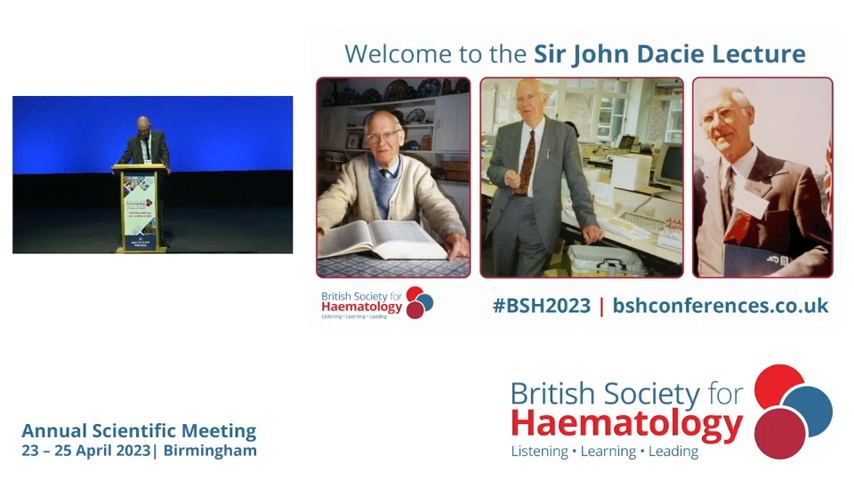 Welcome to the Sir John Dacie Lecture
British Society for
Haematology
Listening • Learning • Leading
#BSH2023 | bshconferences.co.uk
British Society for
Haematology
Listening • Learning • Leading
Annual Scientific Meeting
23 – 25 April 2023| Birmingham
Haematology